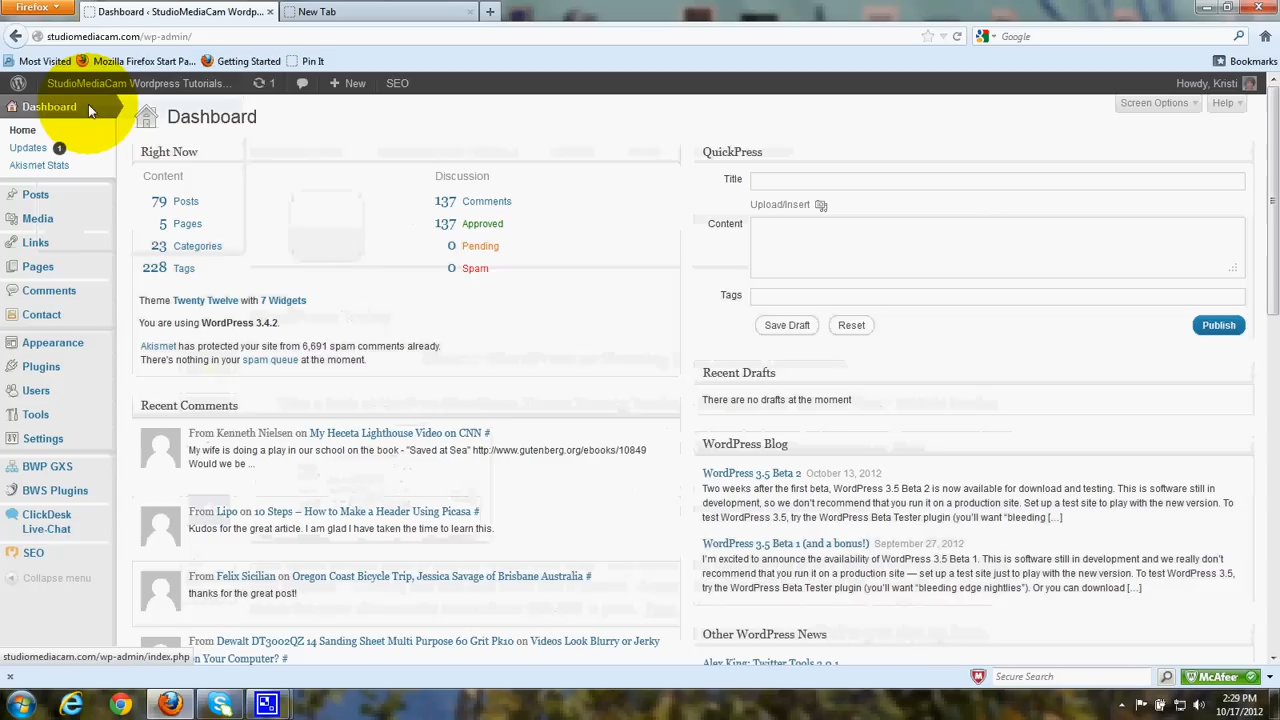 Firefox
Dashboard ‹ StudioMediaCam Wordp...
New Tab
studiomediacam.com/wp-admin/
Google
Most Visited
Mozilla Firefox Start Pa...
Getting Started
Pin It
Bookmarks
StudioMediaCam Wordpress Tutorials...
1
New
SEO
Howdy, Kristi
Dashboard
Home
Updates 1
Akismet Stats
Posts
Media
Links
Pages
Comments
Contact
Appearance
Plugins
Users
Tools
Settings
BWP GXS
BWS Plugins
ClickDesk
Live-Chat
SEO
Collapse menu
Dashboard
Screen Options
Help
Right Now
Content
79 Posts
5 Pages
23 Categories
228 Tags
Discussion
137 Comments
137 Approved
0 Pending
0 Spam
Theme Twenty Twelve with 7 Widgets
You are using WordPress 3.4.2.
Akismet has protected your site from 6,691 spam comments already.
There's nothing in your spam queue at the moment.
Recent Comments
From Kenneth Nielsen on My Heceta Lighthouse Video on CNN #
My wife is doing a play in our school on the book - "Saved at Sea" http://www.gutenberg.org/ebooks/10849
Would we be ...
From Lipo on 10 Steps – How to Make a Header Using Picasa #
Kudos for the great article. I am glad I have taken the time to learn this.
From Felix Sicilian on Oregon Coast Bicycle Trip, Jessica Savage of Brisbane Australia #
thanks for the great post!
From Dewalt DT3002QZ 14 Sanding Sheet Multi Purpose 60 Grit Pk10 on Videos Look Blurry or Jerky
on Your Computer? #
QuickPress
Title
Upload/Insert
Content
Tags
Save Draft
Reset
Publish
Recent Drafts
There are no drafts at the moment
WordPress Blog
WordPress 3.5 Beta 2 October 13, 2012
Two weeks after the first beta, WordPress 3.5 Beta 2 is now available for download and testing. This is software still in
development, so we don't recommend that you run it on a production site. Set up a test site to play with the new version. To
test WordPress 3.5, try the WordPress Beta Tester plugin (you'll want "bleeding [...]
WordPress 3.5 Beta 1 (and a bonus!) September 27, 2012
I'm excited to announce the availability of WordPress 3.5 Beta 1. This is software still in development and we really don't
recommend that you run it on a production site — set up a test site just to play with the new version. To test WordPress 3.5,
try the WordPress Beta Tester plugin (you'll want "bleeding edge nightlies"). Or you can download [...]
Other WordPress News
Alex King: Twitter Tools 3.0.1
studiomediacam.com/wp-admin/index.php
Secure Search
McAfee
2:29 PM
10/17/2012